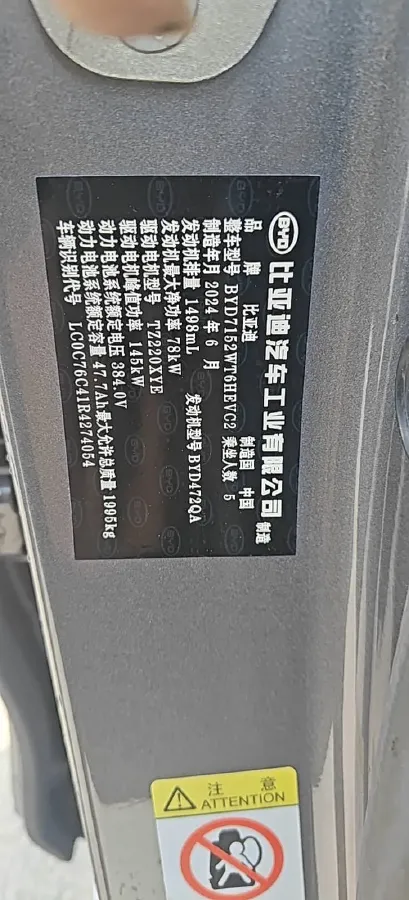 BYD 比亚迪汽车工业有限公司 制造
品牌 比亚迪 制造国 中国
整车型号 BYD7152WT6HEVC2 乘坐人数 5
制造年月 2024 年 6 月
发动机排量 1498mL 发动机型号 BYD472QA
发动机最大净功率 78kW
驱动电机型号 TZ220XYE
驱动电机峰值功率 145kW
动力电池系统额定电压 384.0V
动力电池系统额定容量 47.7Ah 最大允许总质量 1995kg
车辆识别代号 LC0C76C41R4274054
注 意
ATTENTION